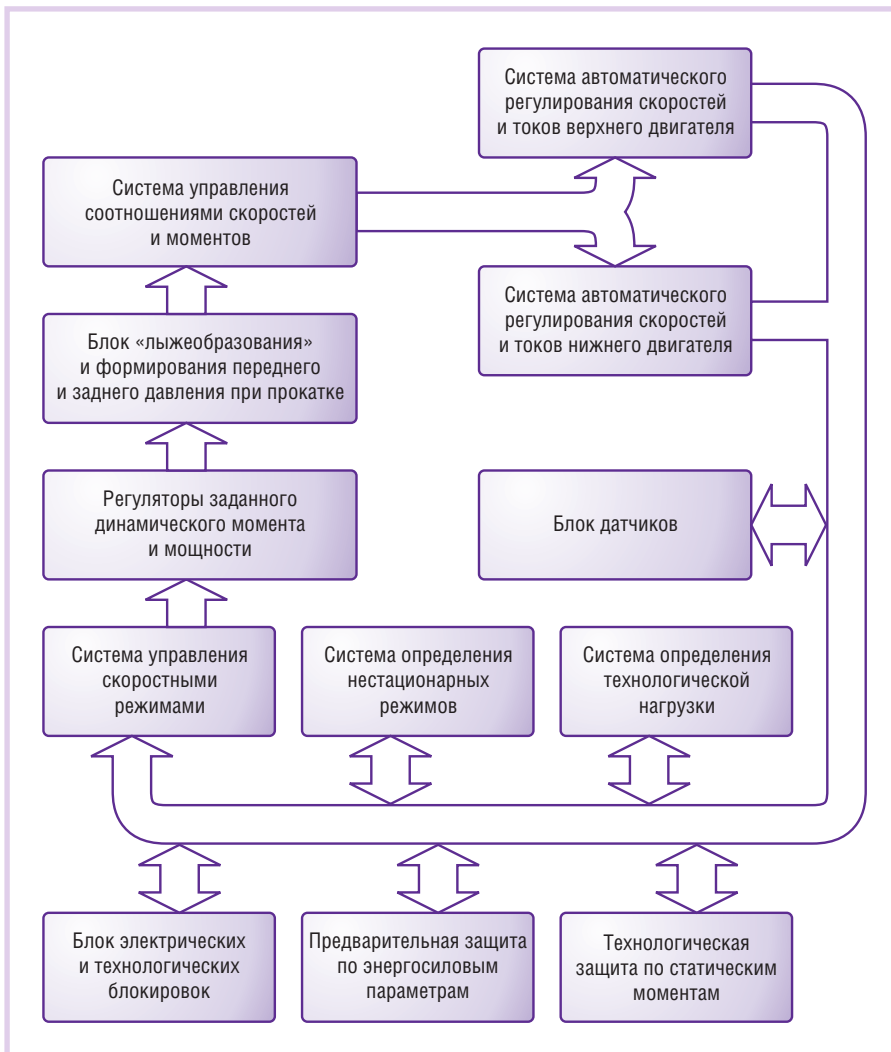 Система автоматического
регулирования скоростей
и токов верхнего двигателя
Система управления
соотношениями скоростей
и моментов
Система автоматического
регулирования скоростей
и токов нижнего двигателя
Блок «лыжеобразования»
и формирования переднего
и заднего давления при прокатке
Регуляторы заданного
динамического момента
и мощности
Блок датчиков
Система управления
скоростными
режимами
Система определения
нестационарных
режимов
Система определения
технологической
нагрузки
Блок электрических
и технологических
блокировок
Предварительная защита
по энергосиловым
параметрам
Технологическая
защита по статическим
моментам